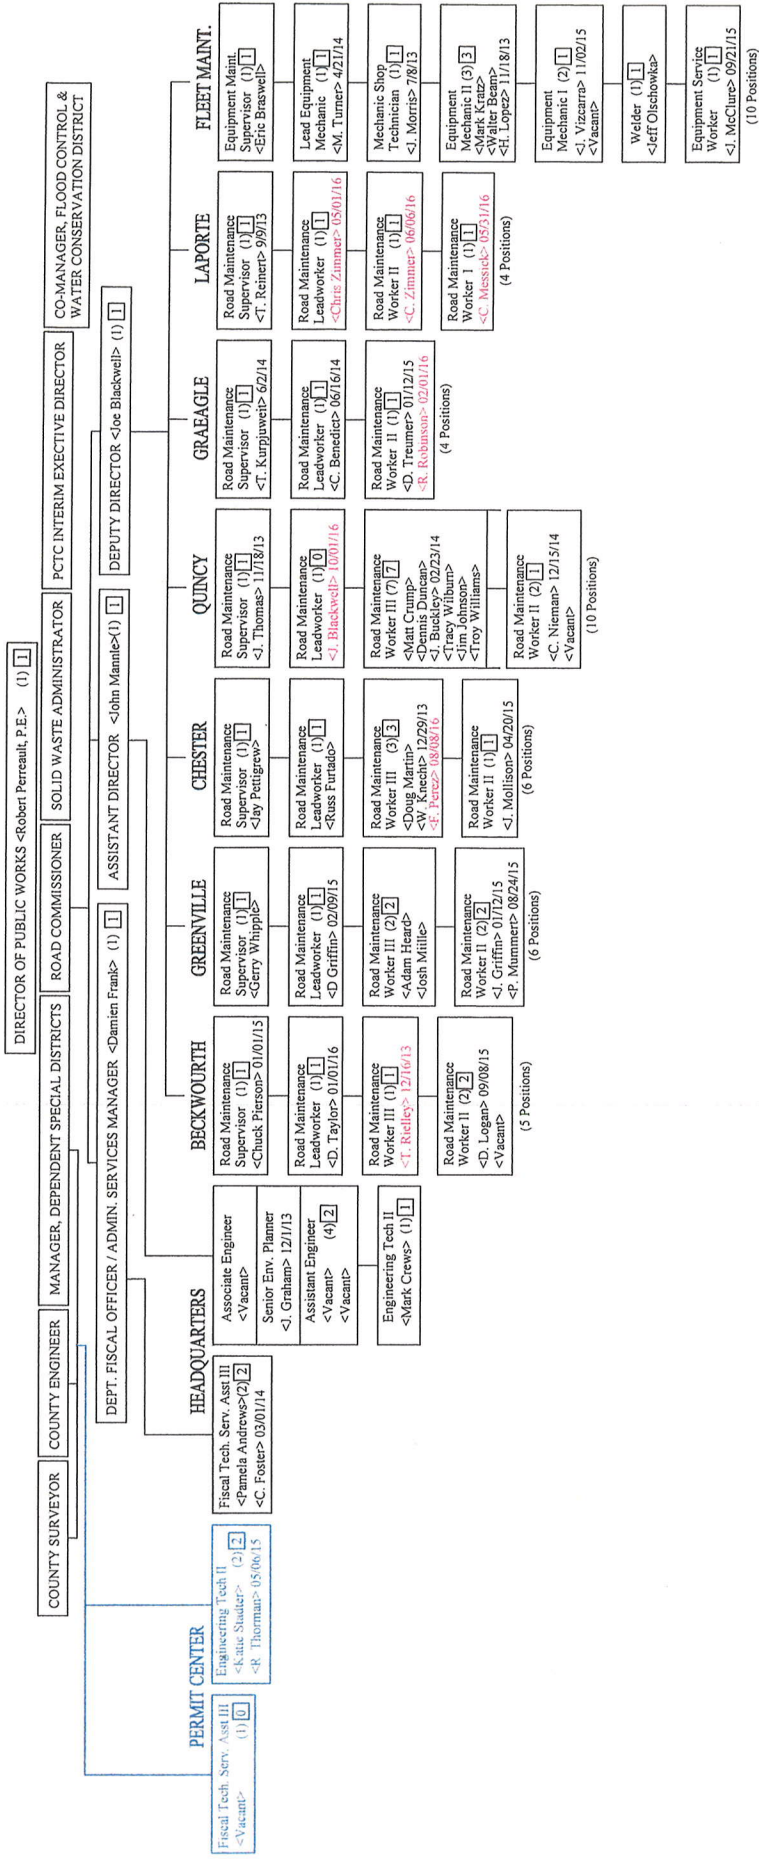 DIRECTOR OF PUBLIC WORKS <Robert Perreault, P.E.> (1) 1
COUNTY SURVEYOR
COUNTY ENGINEER
MANAGER, DEPENDENT SPECIAL DISTRICTS
ROAD COMMISSIONER
SOLID WASTE ADMINISTRATOR
PCTC INTERIM EXECTIVE DIRECTOR
CO-MANAGER, FLOOD CONTROL &
WATER CONSERVATION DISTRICT
DEPT. FISCAL OFFICER / ADMIN. SERVICES MANAGER <Damien Frank> (1) 1
ASSISTANT DIRECTOR <John Mannle>(1) 1
DEPUTY DIRECTOR <Joe Blackwell> (1) 1
PERMIT CENTER
Fiscal Tech. Serv. Asst III
<Vacant> (1) 0
Engineering Tech II
<Katie Stadter> (2) 2
<R. Thorman> 05/06/15
HEADQUARTERS
Fiscal Tech. Serv. Asst III
<Pamela Andrews>(2) 2
<C. Foster> 03/01/14
Associate Engineer
<Vacant>
Senior Env. Planner
<J. Graham> 12/1/13
Assistant Engineer
<Vacant> (4) 2
<Vacant>
Engineering Tech II
<Mark Crews> (1) 1
BECKWOURTH
Road Maintenance
Supervisor (1) 1
<Chuck Pierson> 01/01/15
Road Maintenance
Leadworker (1) 1
<D. Taylor> 01/01/16
Road Maintenance
Worker III (1) 1
<T. Rielley> 12/16/13
Road Maintenance
Worker II (2) 2
<D. Logan> 09/08/15
<Vacant>
(5 Positions)
GREENVILLE
Road Maintenance
Supervisor (1) 1
<Gerry Whipple>
Road Maintenance
Leadworker (1) 1
<D Griffin> 02/09/15
Road Maintenance
Worker III (2) 2
<Adam Heard>
<Josh Miille>
Road Maintenance
Worker II (2) 2
<J. Griffin> 01/12/15
<P. Mummert> 08/24/15
(6 Positions)
CHESTER
Road Maintenance
Supervisor (1) 1
<Jay Pettigrew>
Road Maintenance
Leadworker (1) 1
<Russ Furtado>
Road Maintenance
Worker III (3) 3
<Doug Martin>
<W. Knecht> 12/29/13
<F. Perez> 08/08/16
Road Maintenance
Worker II (1) 1
<J. Mollison> 04/20/15
(6 Positions)
QUINCY
Road Maintenance
Supervisor (1) 1
<J. Thomas> 11/18/13
Road Maintenance
Leadworker (1) 0
<J. Blackwell> 10/01/16
Road Maintenance
Worker III (7) 7
<Matt Crump>
<Dennis Duncan>
<J. Buckley> 02/23/14
<Tracy Wilburn>
<Jim Johnson>
<Troy Williams>
Road Maintenance
Worker II (2) 1
<C. Nieman> 12/15/14
<Vacant>
(10 Positions)
GRAEAGLE
Road Maintenance
Supervisor (1) 1
<T. Kurpjuweit> 6/2/14
Road Maintenance
Leadworker (1) 1
<C. Benedict> 06/16/14
Road Maintenance
Worker II (1) 1
<D. Treumer> 01/12/15
<R. Robinson> 02/01/16
(4 Positions)
LAPORTE
Road Maintenance
Supervisor (1) 1
<T. Reinert> 9/9/13
Road Maintenance
Leadworker (1) 1
<Chris Zimmer> 05/01/16
Road Maintenance
Worker II (1) 1
<C. Zimmer> 06/06/16
Road Maintenance
Worker I (1) 1
<C. Messick> 05/31/16
(4 Positions)
FLEET MAINT.
Equipment Maint.
Supervisor (1) 1
<Eric Braswell>
Lead Equipment
Mechanic (1) 1
<M. Turner> 4/21/14
Mechanic Shop
Technician (1) 1
<J. Morris> 7/8/13
Equipment
Mechanic II (3) 3
<Mark Kratz>
<Walter Beam>
<H. Lopez> 11/18/13
Equipment
Mechanic I (2) 1
<J. Vizcarra> 11/02/15
<Vacant>
Welder (1) 1
<Jeff Olschowka>
Equipment Service
Worker (1) 1
<J. McClure> 09/21/15
(10 Positions)